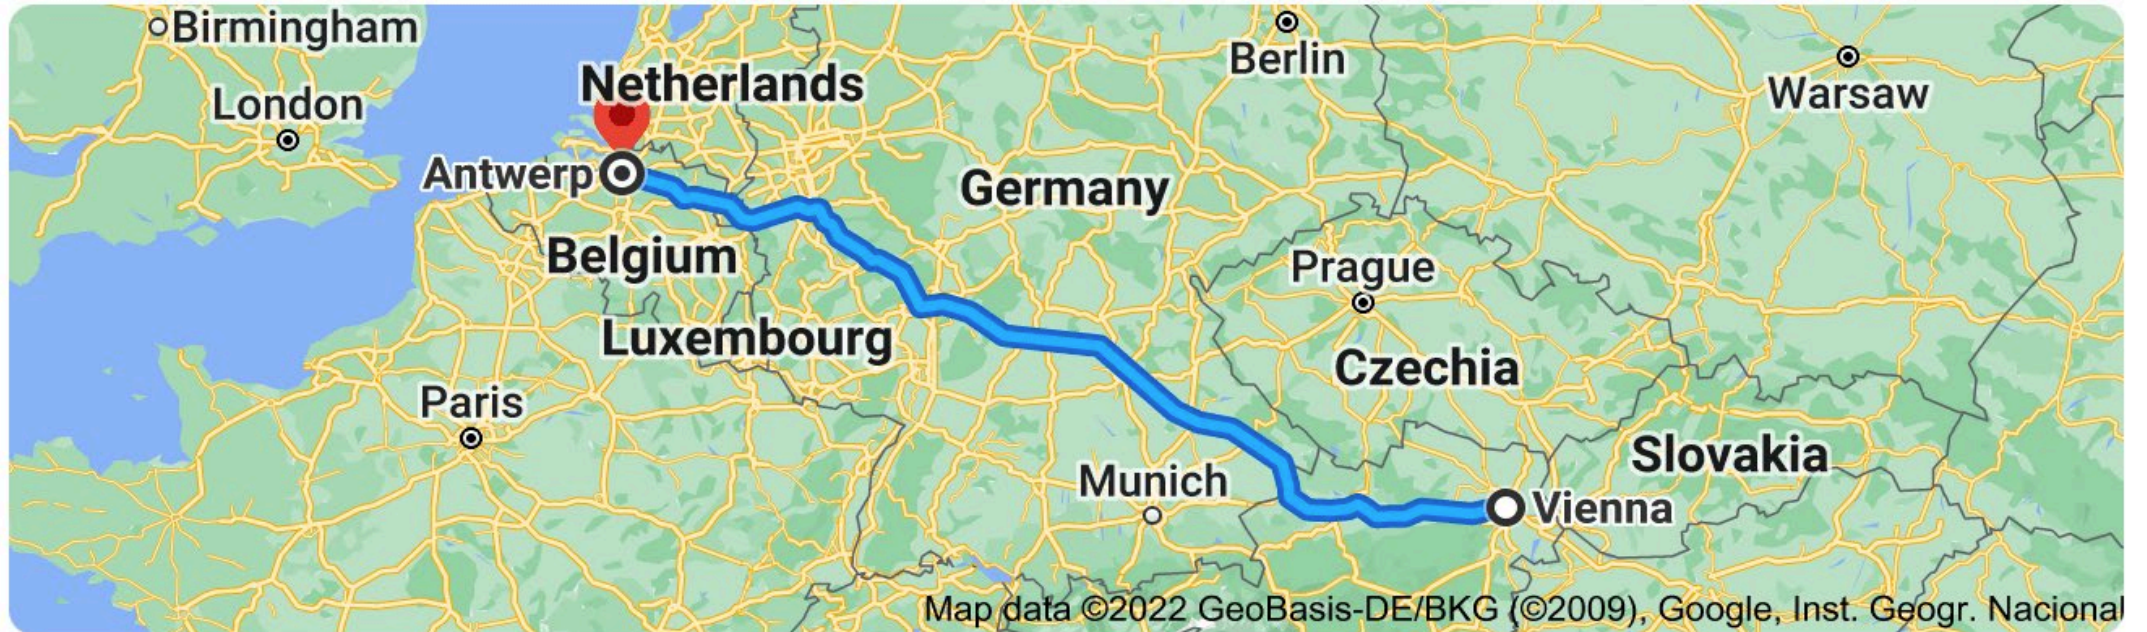 Birmingham
Berlin
Netherlands
Warsaw
London
Antwerp
Germany
Belgium
Prague
Luxembourg
Czechia
Paris
Slovakia
Munich
Vienna
Map data ©2022 GeoBasis-DE/BKG (©2009), Google, Inst. Geogr. Nacional